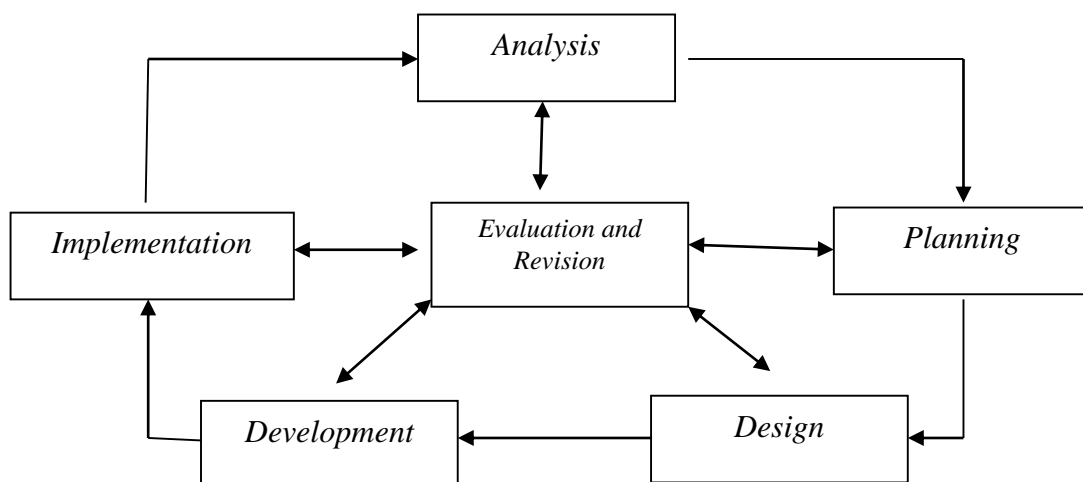 Analysis
Implementation
Evaluation and
Revision
Planning
Development
Design